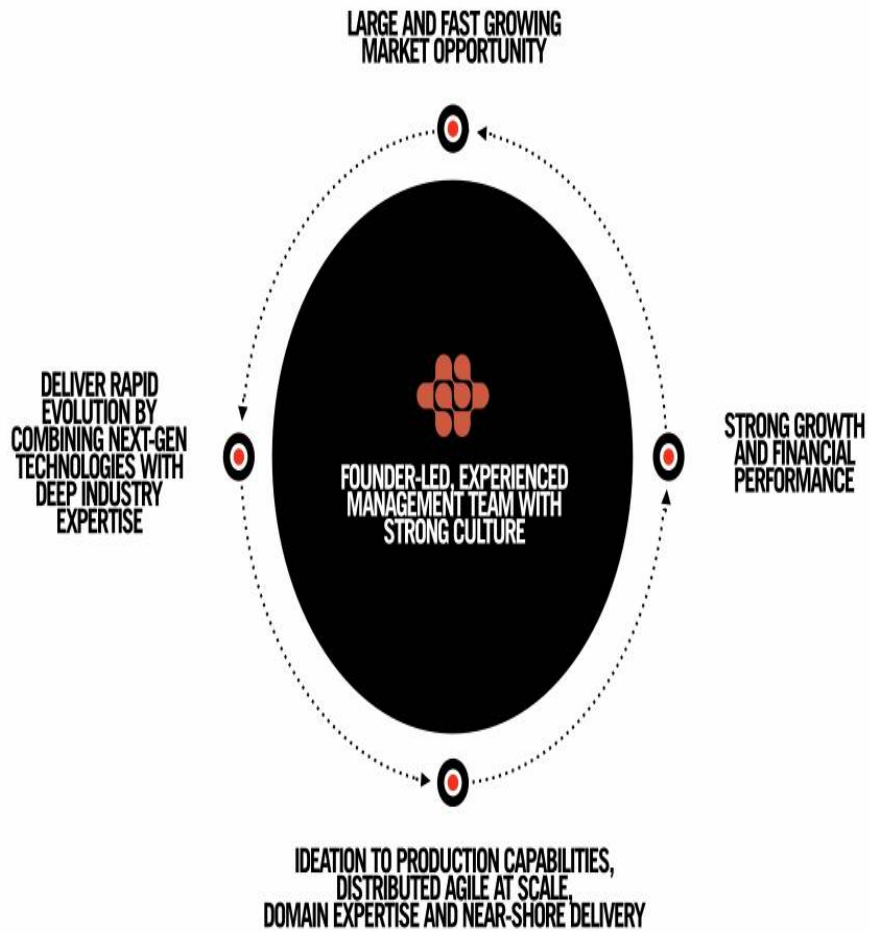 LARGE AND FAST GROWING
MARKET OPPORTUNITY
DELIVER RAPID
EVOLUTION BY
COMBINING NEXT-GEN
TECHNOLOGIES WITH
DEEP INDUSTRY
EXPERTISE
FOUNDER-LED, EXPERIENCED
MANAGEMENT TEAM WITH
STRONG CULTURE
STRONG GROWTH
AND FINANCIAL
PERFORMANCE
IDEATION TO PRODUCTION CAPABILITIES,
DISTRIBUTED AGILE AT SCALE,
DOMAIN EXPERTISE AND NEAR-SHORE DELIVERY